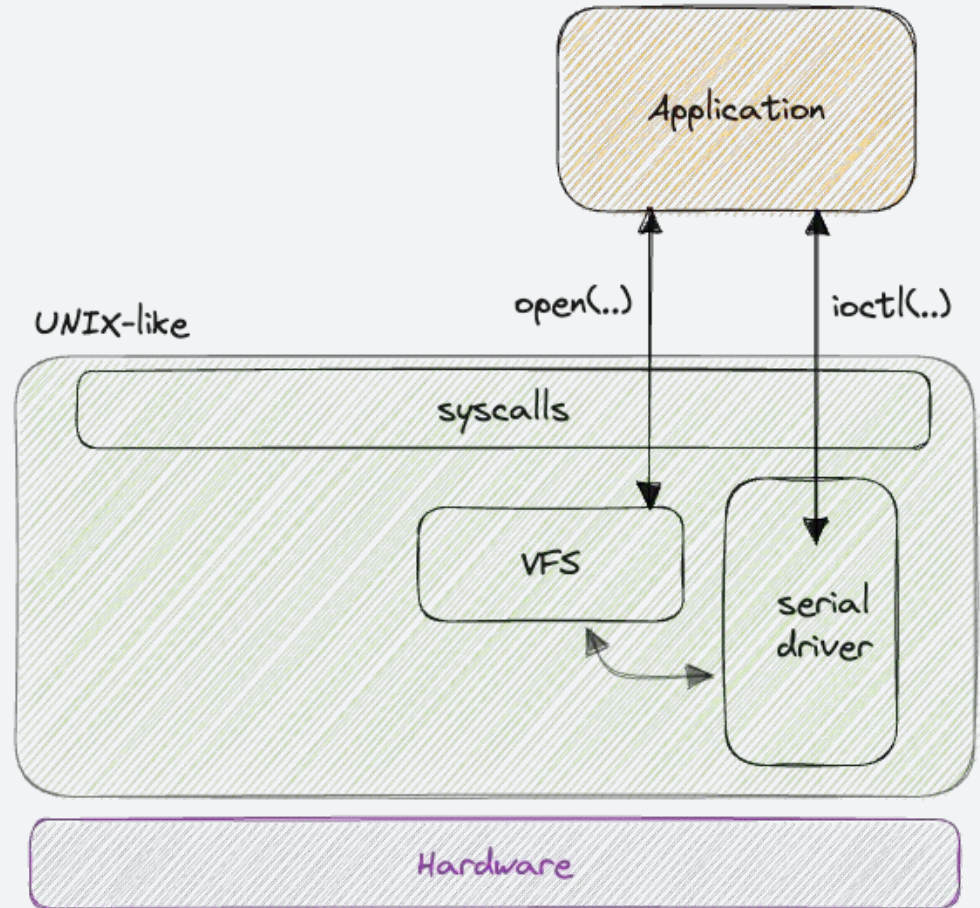 Application
open(..)
ioctl(..)
UNIX-like
syscalls
VFS
serial
driver
Hardware